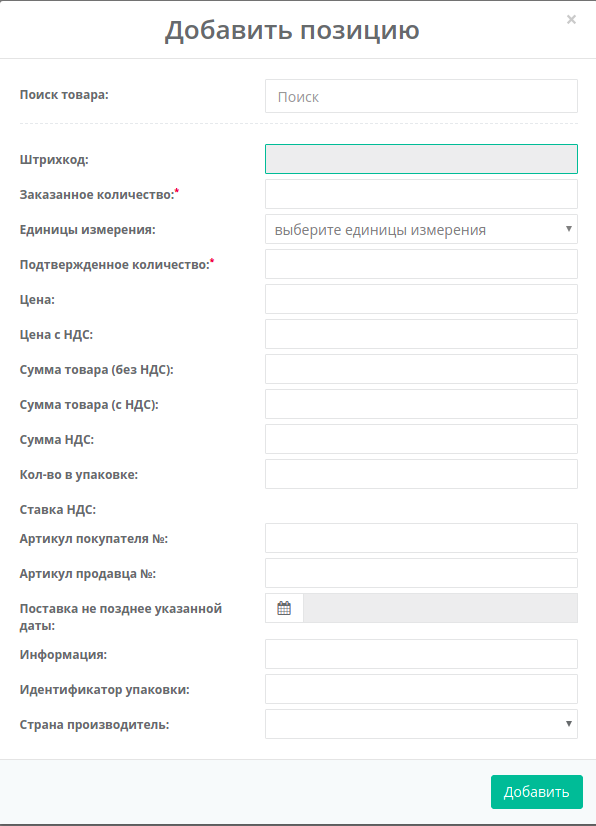 Добавить позицию
×
Поиск товара:
Поиск
Штрихкод:
Заказанное количество:*
Единицы измерения:
выберите единицы измерения
Подтвержденное количество:*
Цена:
Цена с НДС:
Сумма товара (без НДС):
Сумма товара (с НДС):
Сумма НДС:
Кол-во в упаковке:
Ставка НДС:
Артикул покупателя №:
Артикул продавца №:
Поставка не позднее указанной
даты:
Информация:
Идентификатор упаковки:
Страна производитель:
Добавить